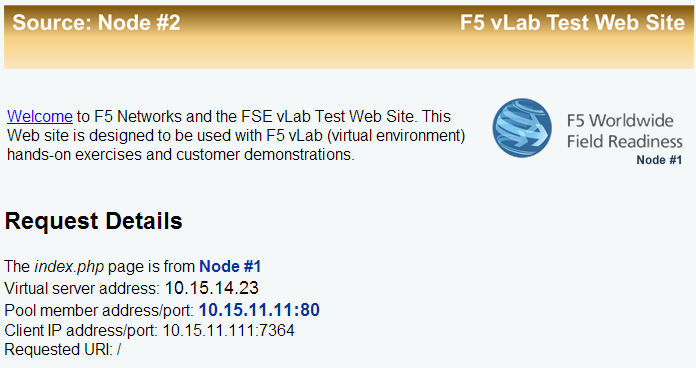 Source: Node #2
F5 vLab Test Web Site
Welcome to F5 Networks and the FSE vLab Test Web Site. This
Web site is designed to be used with F5 vLab (virtual environment)
hands-on exercises and customer demonstrations.
F5 Worldwide
Field Readiness
Node #1
Request Details
The index.php page is from Node #1
Virtual server address: 10.15.14.23
Pool member address/port: 10.15.11.11:80
Client IP address/port: 10.15.11.111:7364
Requested URI: /